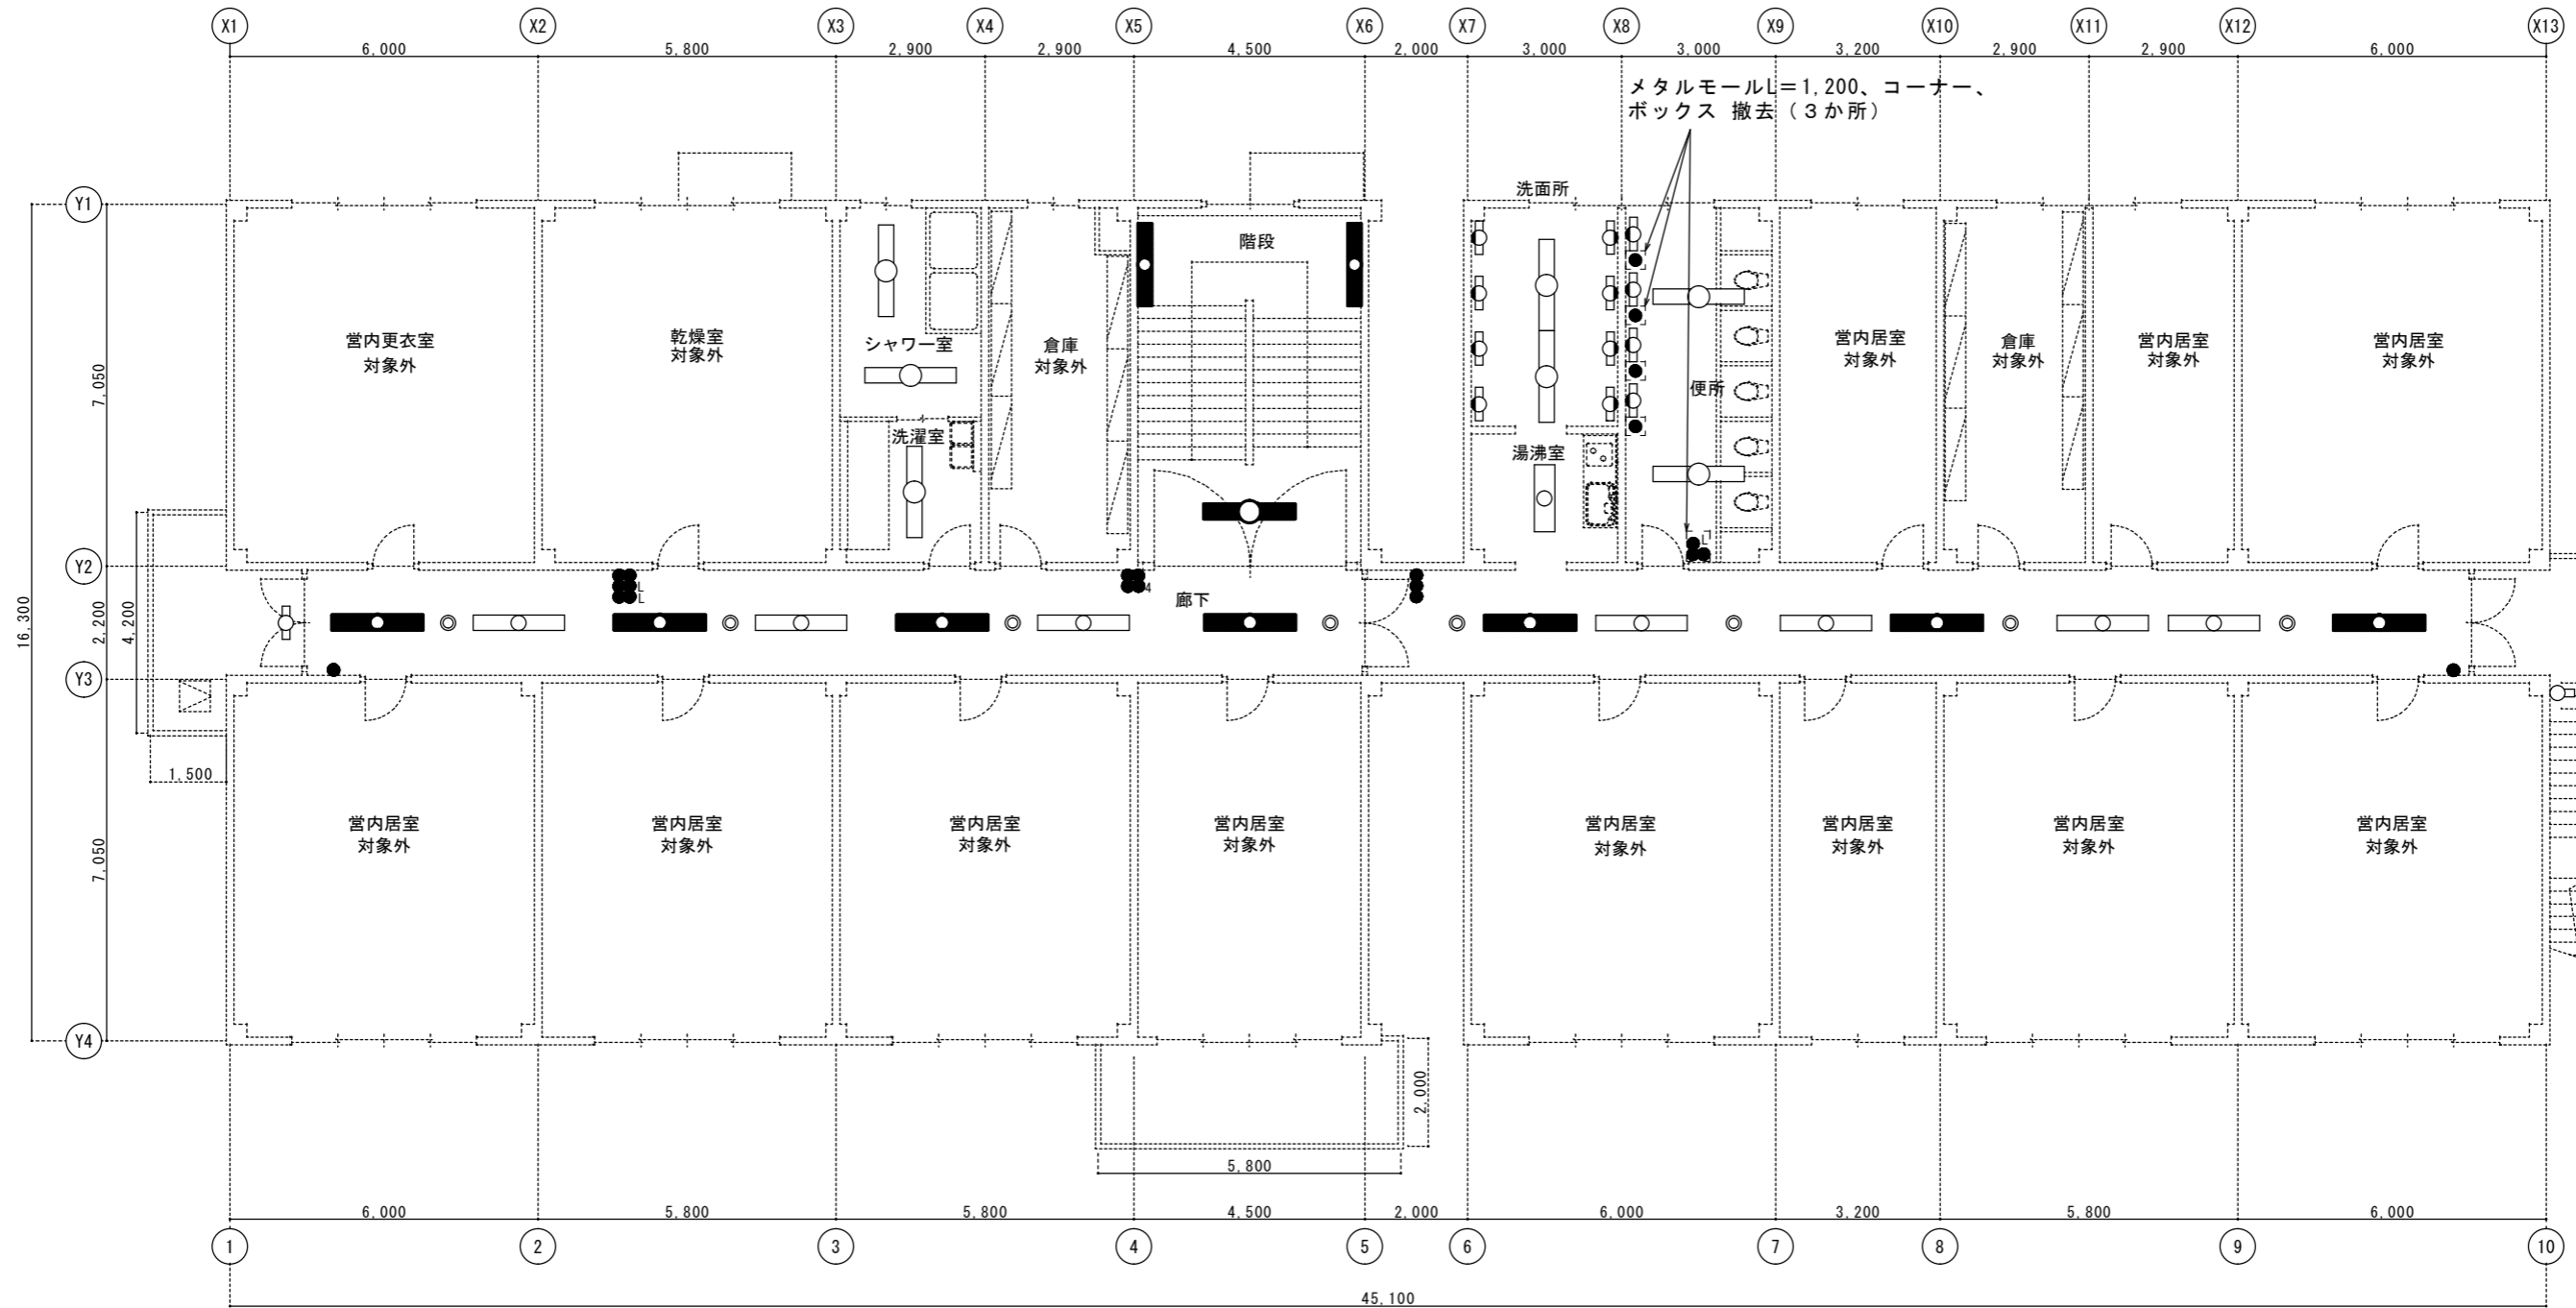 X1 X2 X3 X4 X5 X6 X7 X8 X9 X10 X11 X12 X13
6,000 5,800 2,900 2,900 4,500 2,000 3,000 3,000 3,200 2,900 2,900 6,000
メタルモールL=1,200、コーナー、
ボックス 撤去（３か所）
Y1
洗面所
階段
営内更衣室
対象外
乾燥室
対象外
シャワー室
倉庫
対象外
便所
営内居室
対象外
倉庫
対象外
営内居室
対象外
営内居室
対象外
7,050
洗濯室
湯沸室
Y2
L
L
4
L
廊下
16,300
2,200
4,200
Y3
1,500
営内居室
対象外
営内居室
対象外
営内居室
対象外
営内居室
対象外
営内居室
対象外
営内居室
対象外
営内居室
対象外
営内居室
対象外
7,050
Y4
2,000
5,800
6,000 5,800 5,800 4,500 2,000 6,000 3,200 5,800 6,000
1 2 3 4 5 6 7 8 9 10
45,100